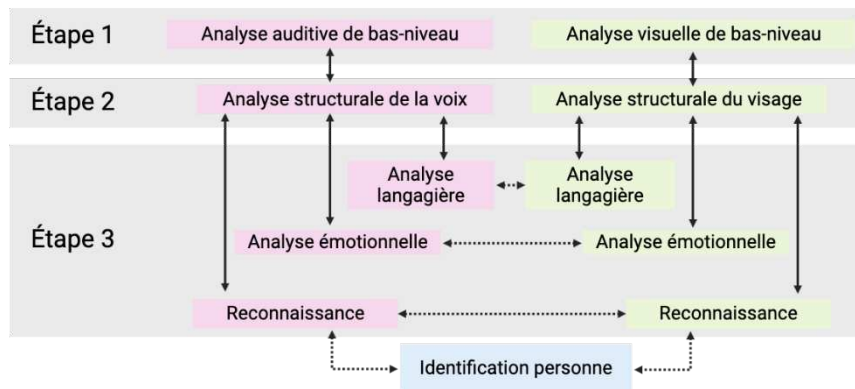 Étape 1
Analyse auditive de bas-niveau
Analyse visuelle de bas-niveau
Étape 2
Analyse structurale de la voix
Analyse structurale du visage
Étape 3
Analyse
langagière
Analyse
langagière
Analyse émotionnelle
Analyse émotionnelle
Reconnaissance
Reconnaissance
Identification personne